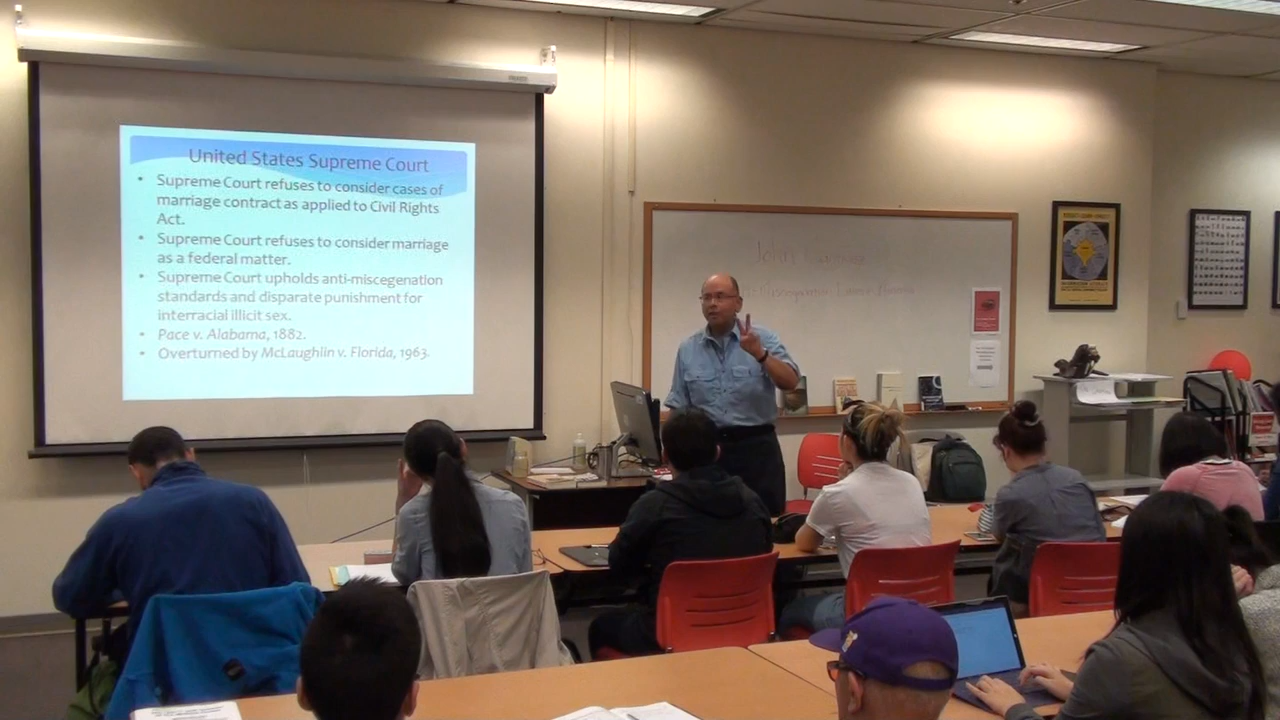 United States Supreme Court
• Supreme Court refuses to consider cases of
marriage contract as applied to Civil Rights
Act.
• Supreme Court refuses to consider marriage
as a federal matter.
• Supreme Court upholds anti-miscegenation
standards and disparate punishment for
interracial illicit sex.
• Pace v. Alabama, 1882.
• Overturned by McLaughlin v. Florida, 1963.
John